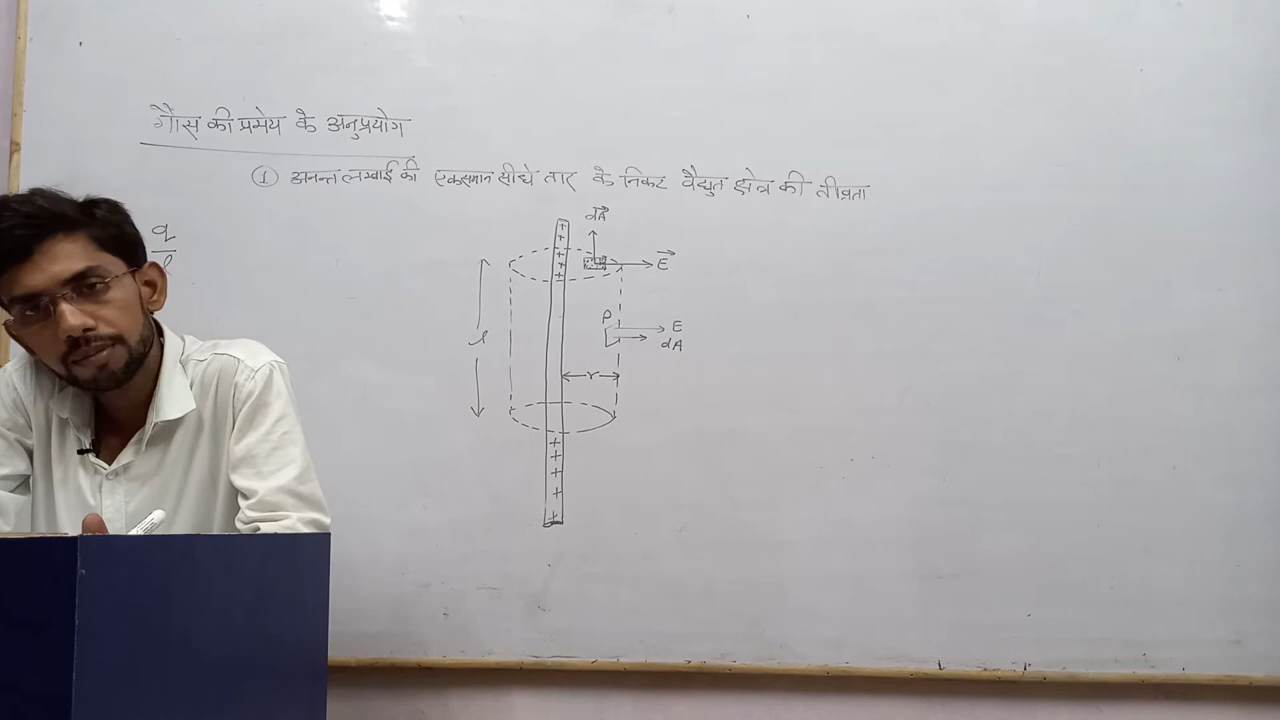 गौस की प्रमेय के अनुप्रयोग
① अनन्त लम्बाई की एकसमान सीधे तार के निकट वैद्युत क्षेत्र की तीव्रता
q
l
dA
E
P
E
dA
l
r